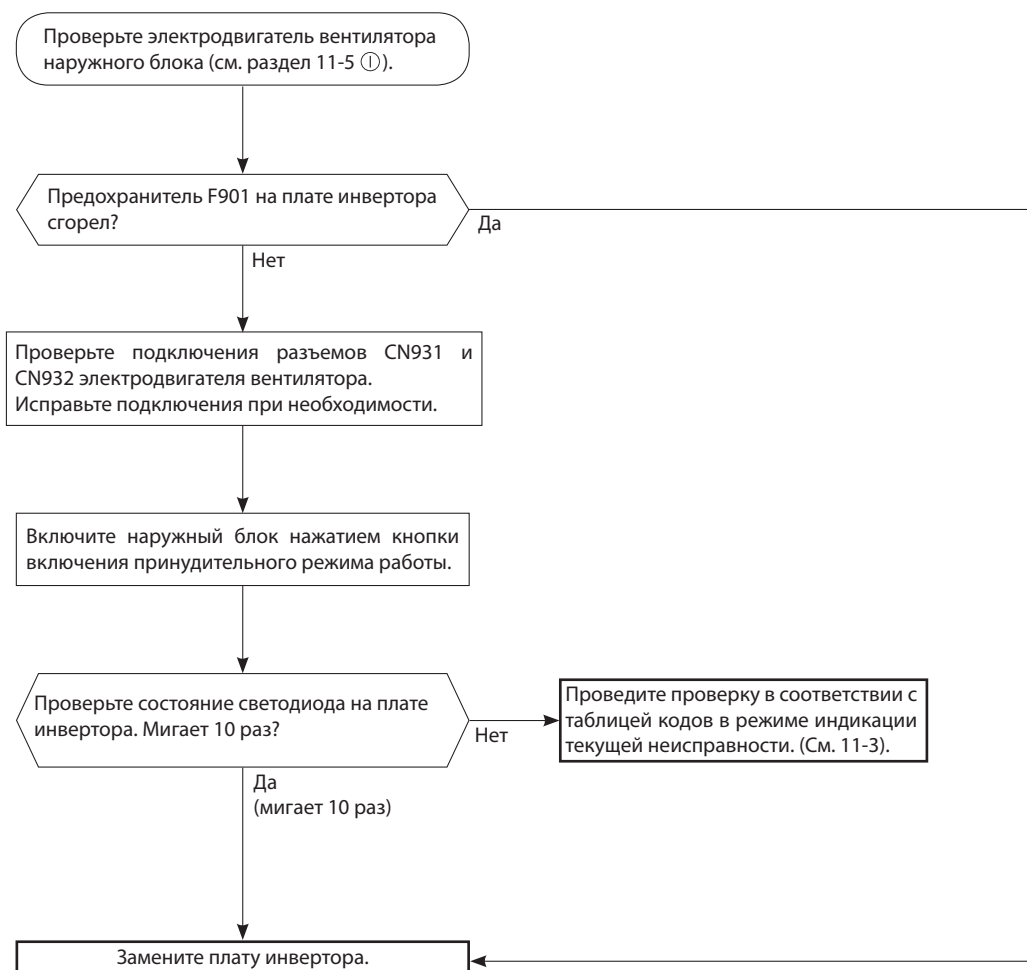 Проверьте электродвигатель вентилятора
наружного блока (см. раздел 11-5 Ⓘ).
Предохранитель F901 на плате инвертора
сгорел?
Да
Нет
Проверьте подключения разъемов CN931 и
CN932 электродвигателя вентилятора.
Исправьте подключения при необходимости.
Включите наружный блок нажатием кнопки
включения принудительного режима работы.
Проверьте состояние светодиода на плате
инвертора. Мигает 10 раз?
Нет
Проведите проверку в соответствии с
таблицей кодов в режиме индикации
текущей неисправности. (См. 11-3).
Да
(мигает 10 раз)
Замените плату инвертора.